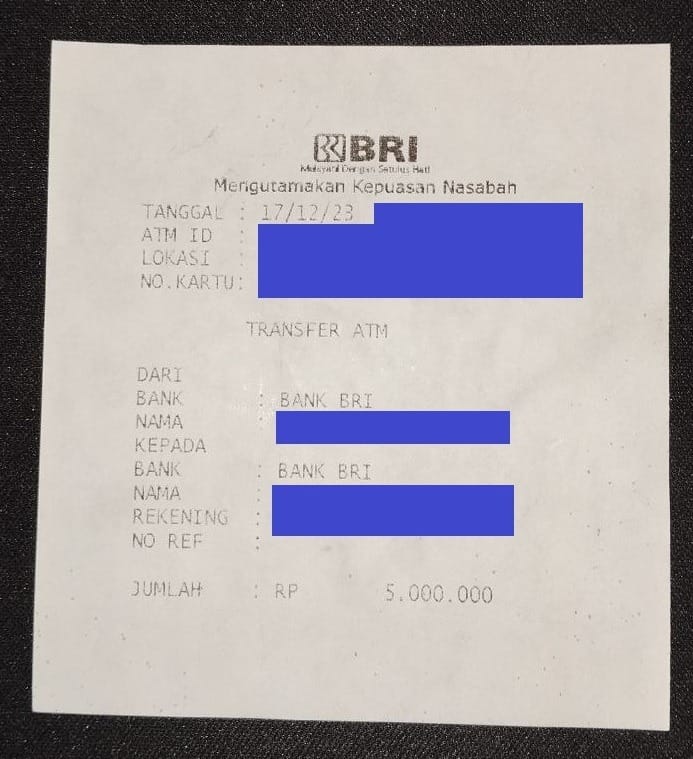 BRI
Melayani Dengan Setulus Hati
Mengutamakan Kepuasan Nasabah
TANGGAL : 17/12/23
ATM ID :
LOKASI :
NO.KARTU:
TRANSFER ATM
DARI
BANK : BANK BRI
NAMA :
KEPADA
BANK : BANK BRI
NAMA :
REKENING :
NO REF :
JUMLAH : RP 5.000.000